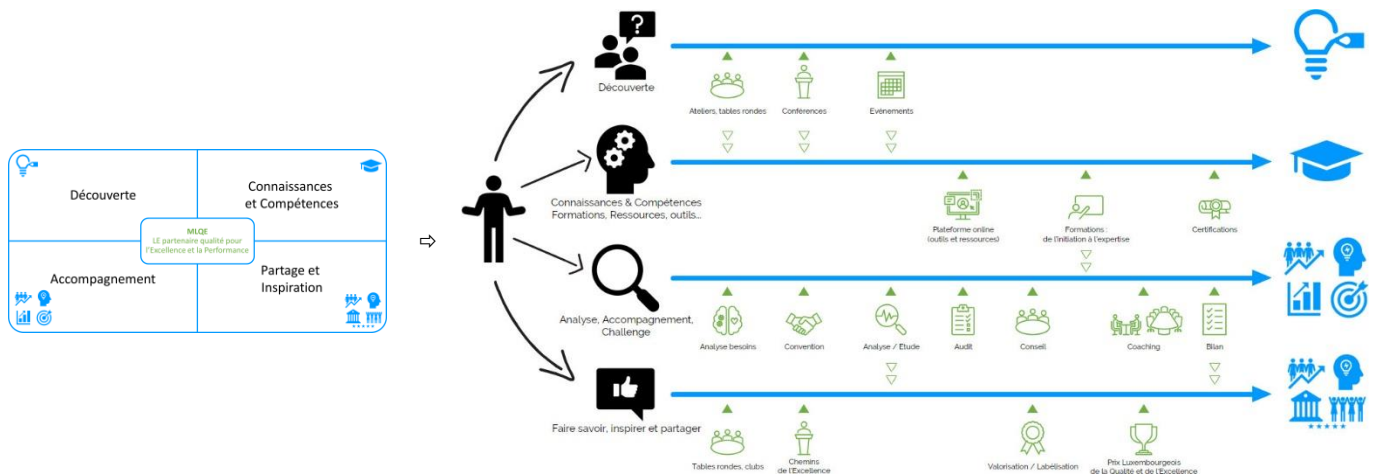 Découverte
Connaissances
et Compétences
MLQE
LE partenaire qualité pour
l'Excellence et la Performance
Accompagnement
Partage et
Inspiration
?
Découverte
Ateliers, tables rondes
Conférences
Evénements
Connaissances & Compétences
Formations, Ressources, outils...
Plateforme online
(outils et ressources)
Formations :
de l'initiation à l'expertise
Certifications
Analyse, Accompagnement,
Challenge
Analyse besoins
Convention
Analyse / Etude
Audit
Conseil
Coaching
Bilan
Faire savoir, inspirer et partager
Tables rondes, clubs
Chemins
de l'Excellence
Valorisation / Labélisation
Prix Luxembourgeois
de la Qualité et de l'Excellence